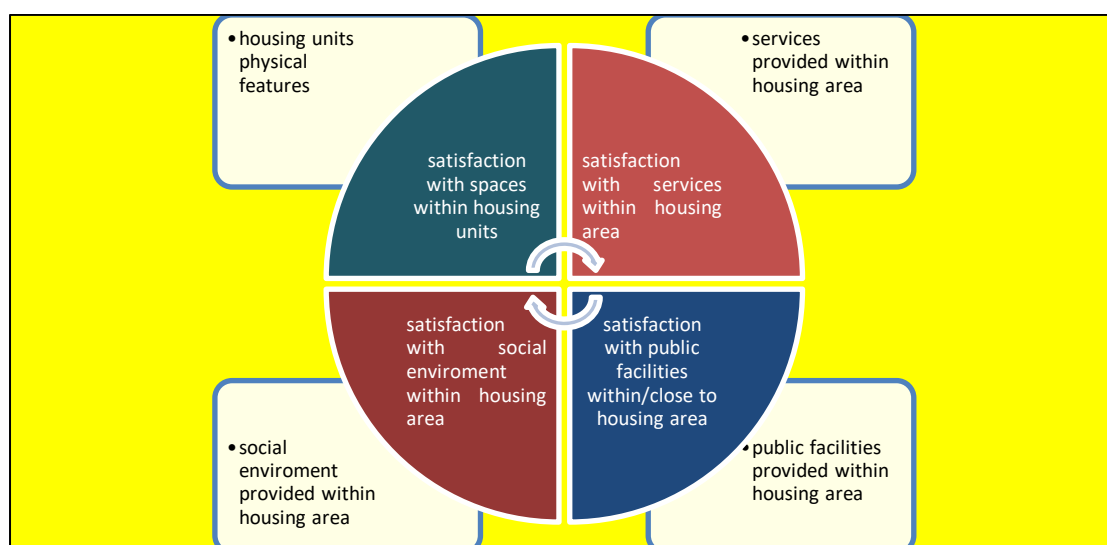 •housing units
physical
features
•services
provided within
housing area
satisfaction
with spaces
within housing
units
satisfaction
with services
within housing
area
satisfaction
with social
enviroment
within housing
area
satisfaction
with public
facilities
within/close to
housing area
•social
enviroment
provided within
housing area
•public facilities
provided within
housing area